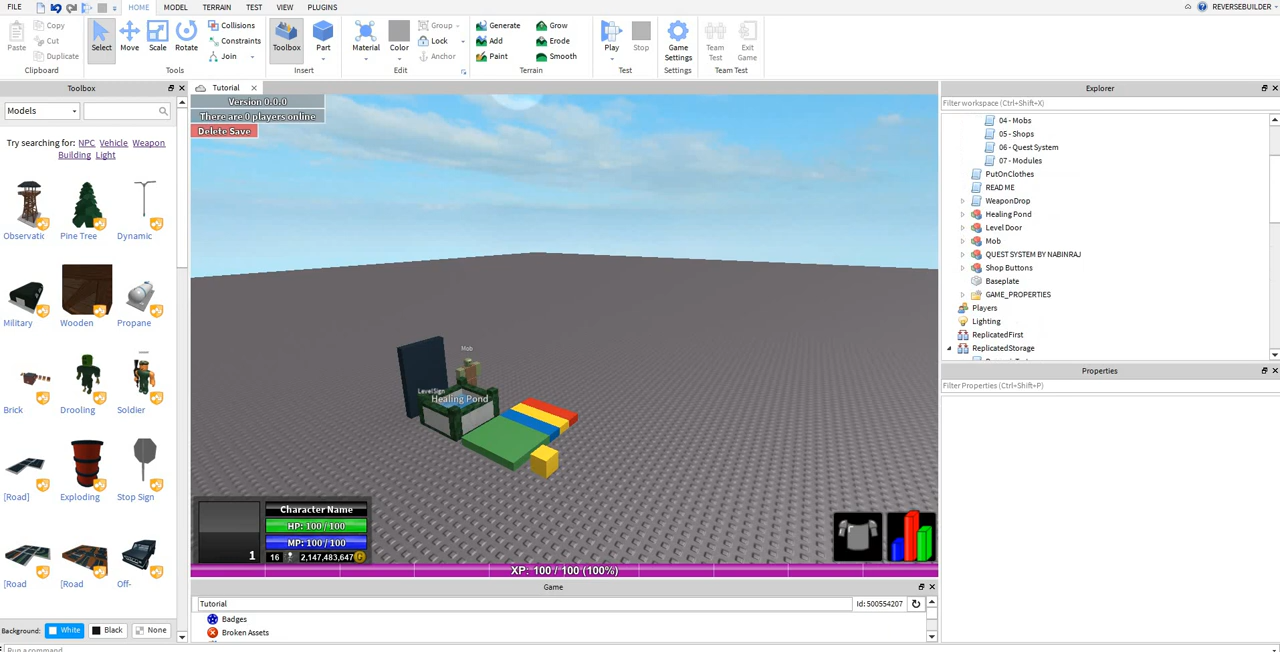 FILE HOME MODEL TERRAIN TEST VIEW PLUGINS REVERSEBUILDER
Paste Copy Cut Duplicate Select Move Scale Rotate Collisions Constraints Join Toolbox Part Material Color Group Lock Anchor Generate Add Paint Grow Erode Smooth Play Stop Game Settings Team Test Exit Game
Clipboard Tools Insert Edit Terrain Test Settings Team Test
Toolbox
Models
Try searching for: NPC Vehicle Weapon
Building Light
Observatic Pine Tree Dynamic
Military Wooden Propane
Brick Drooling Soldier
[Road] Exploding Stop Sign
[Road [Road Off-
Background: White Black None
Run a command
Tutorial
Version 0.0.0
There are 0 players online
Delete Save
Mob
LevelSign
Healing Pond
Character Name
HP: 100 / 100
MP: 100 / 100
1 16 2,147,483,647
XP: 100 / 100 (100%)
Game
Tutorial Id: 500554207
Badges
Broken Assets
Explorer
Filter workspace (Ctrl+Shift+X)
04 - Mobs
05 - Shops
06 - Quest System
07 - Modules
PutOnClothes
READ ME
WeaponDrop
Healing Pond
Level Door
Mob
QUEST SYSTEM BY NABINRAJ
Shop Buttons
Baseplate
GAME_PROPERTIES
Players
Lighting
ReplicatedFirst
ReplicatedStorage
Properties
Filter Properties (Ctrl+Shift+X)